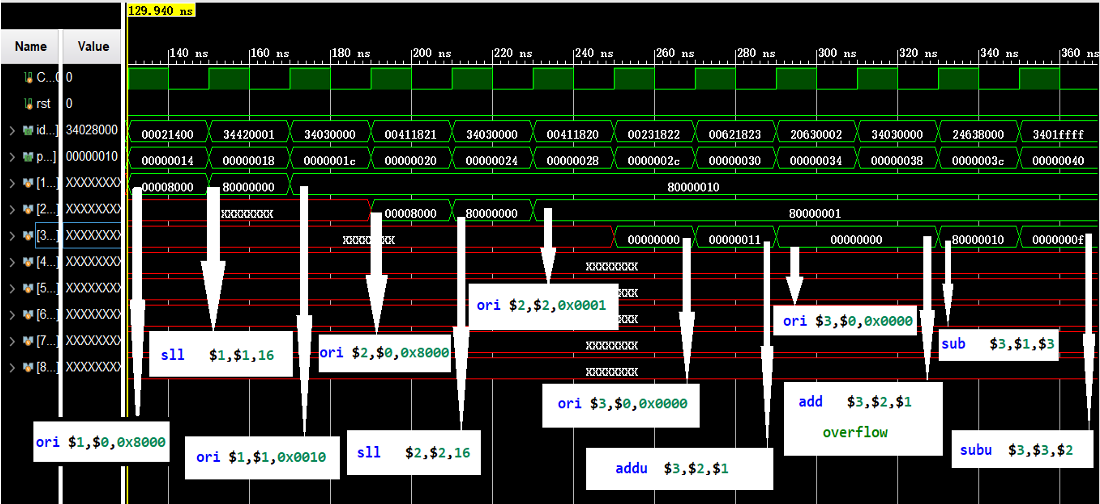 129.940 ns
Name Value
140 ns 160 ns 180 ns 200 ns 220 ns 240 ns 260 ns 280 ns 300 ns 320 ns 340 ns 360 ns
C... 0
rst 0
id...] 34028000 00021400 34420001 34030000 00411821 34030000 00411820 00231822 00621823 20630002 34030000 24638000 3401ffff
p...] 00000010 00000014 00000018 0000001c 00000020 00000024 00000028 0000002c 00000030 00000034 00000038 0000003c 00000040
[1...] XXXXXXXX 00008000 80000000 80000010
[2...] XXXXXXXX XXXXXXXX 00008000 80000000 80000001
[3...] XXXXXXXX XXXXXXXX 00000000 00000011 00000000 80000010 0000000f
[4...] XXXXXXXX XXXXXXXX
[5...] XXXXXXXX
[6...] XXXXXXXX
[7...] XXXXXXXX XXXXXXXX
[8...] XXXXXXXX XXXXXXXX
ori $2,$2,0x0001
ori $3,$0,0x0000
sll $1,$1,16
ori $2,$0,0x8000
sub $3,$1,$3
ori $3,$0,0x0000
add $3,$2,$1
overflow
ori $1,$0,0x8000
ori $1,$1,0x0010
sll $2,$2,16
addu $3,$2,$1
subu $3,$3,$2